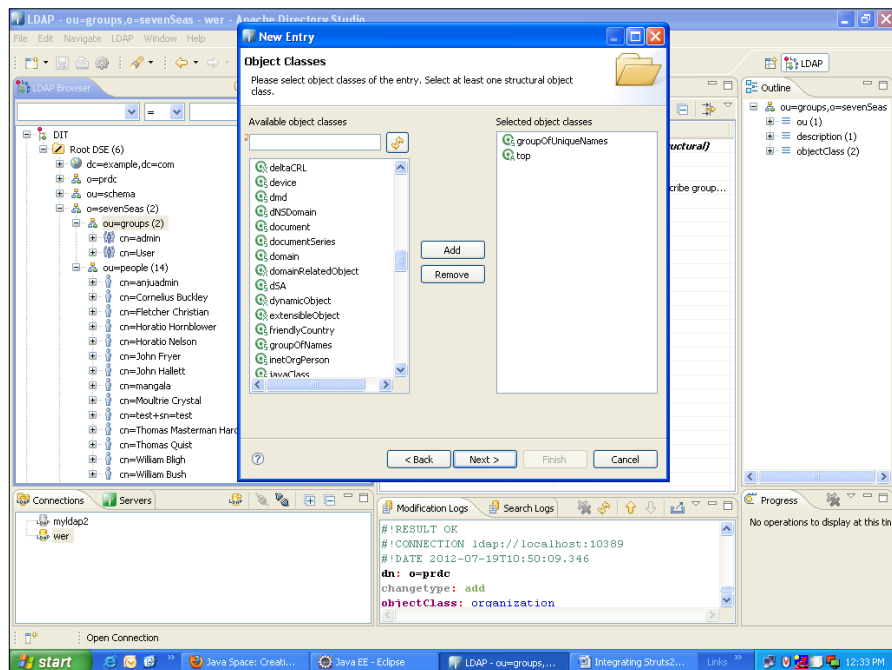 LDAP - ou=groups,o=sevenSeas - wer - Apache Directory Studio
File Edit Navigate LDAP Window Help
LDAP
LDAP Browser
=
DIT
Root DSE (6)
dc=example,dc=com
o=prdc
ou=schema
o=sevenSeas (2)
ou=groups (2)
cn=admin
cn=User
ou=people (14)
cn=anjuadmin
cn=Cornelius Buckley
cn=Fletcher Christian
cn=Horatio Hornblower
cn=Horatio Nelson
cn=John Fryer
cn=John Hallett
cn=mangala
cn=Moultrie Crystal
cn=test+sn=test
cn=Thomas Masterman Hard
cn=Thomas Quist
cn=William Bligh
cn=William Bush
New Entry
Object Classes
Please select object classes of the entry. Select at least one structural object
class.
Available object classes
deltaCRL
device
dmd
dNSDomain
document
documentSeries
domain
domainRelatedObject
dSA
dynamicObject
extensibleObject
friendlyCountry
groupOfNames
inetOrgPerson
javaClass
Add
Remove
Selected object classes
groupOfUniqueNames
top
< Back
Next >
Finish
Cancel
uctural)
cribe group...
Outline
ou=groups,o=sevenSeas
ou (1)
description (1)
objectClass (2)
Connections
Servers
myldap2
wer
Modification Logs
Search Logs
#!RESULT OK
#!CONNECTION ldap://localhost:10389
#!DATE 2012-07-19T10:50:09.346
dn: o=prdc
changetype: add
objectClass: organization
Progress
No operations to display at this tin
Open Connection
start
Java Space: Creati...
Java EE - Eclipse
LDAP - ou=groups,...
Integrating Struts2...
Links
12:33 PM